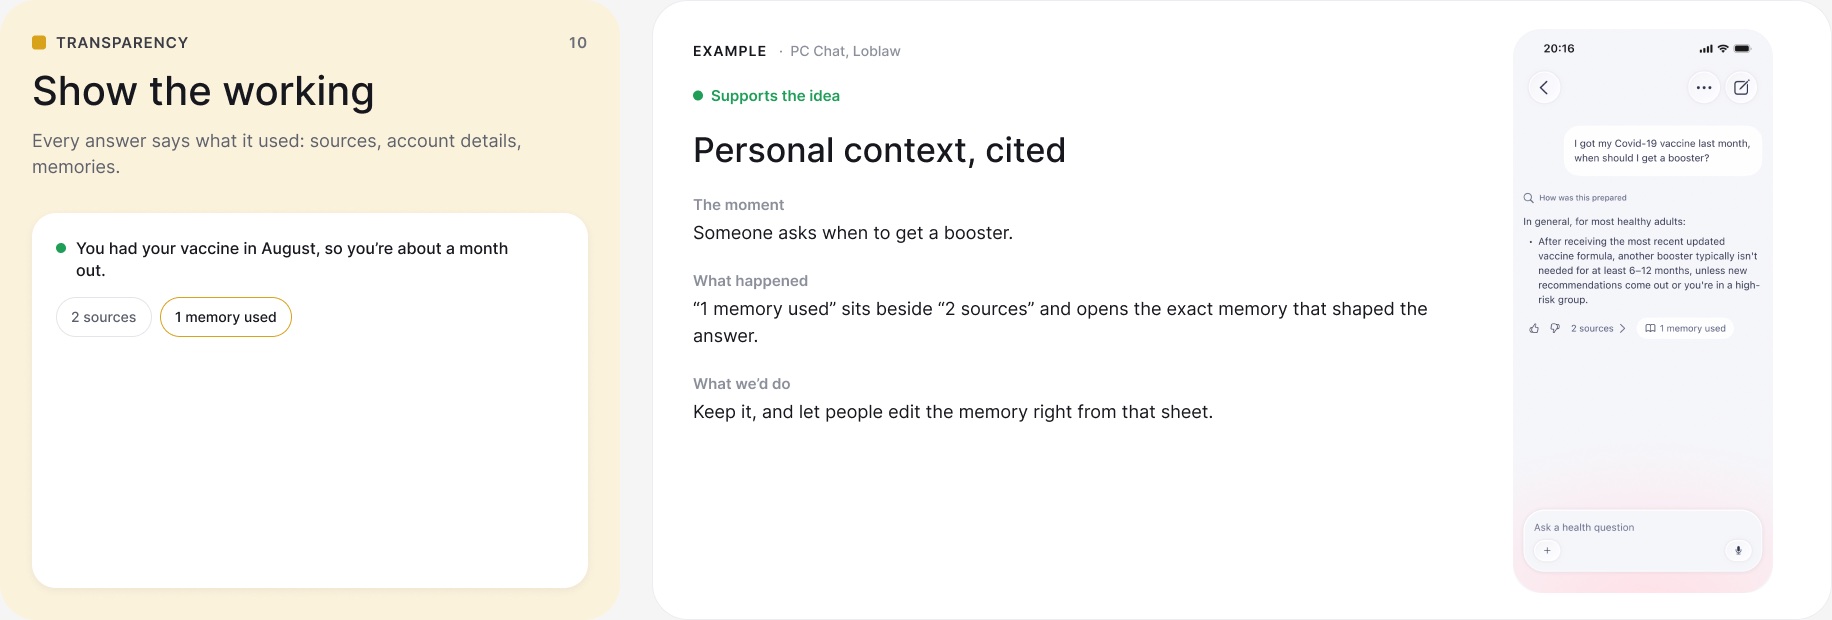 TRANSPARENCY
10
Show the working
Every answer says what it used: sources, account details,
memories.
You had your vaccine in August, so you’re about a month
out.
2 sources
1 memory used
EXAMPLE · PC Chat, Loblaw
Supports the idea
Personal context, cited
The moment
Someone asks when to get a booster.
What happened
“1 memory used” sits beside “2 sources” and opens the exact memory that shaped the
answer.
What we’d do
Keep it, and let people edit the memory right from that sheet.
20:16
I got my Covid-19 vaccine last month,
when should I get a booster?
How was this prepared
In general, for most healthy adults:
• After receiving the most recent updated
vaccine formula, another booster typically isn't
needed for at least 6–12 months, unless new
recommendations come out or you're in a high-
risk group.
2 sources
1 memory used
Ask a health question